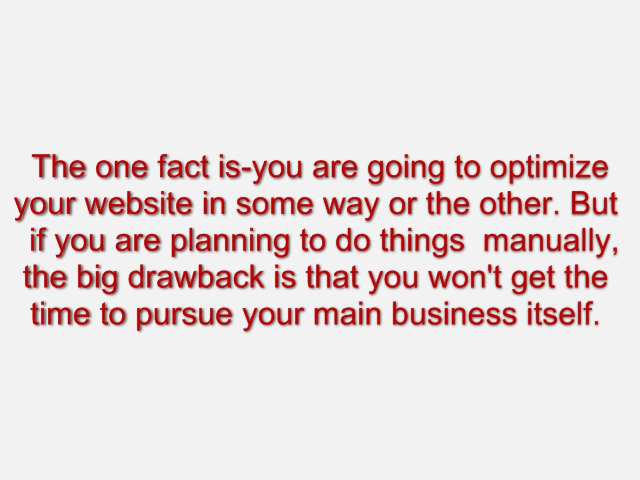 The one fact is-you are going to optimize
your website in some way or the other. But
if you are planning to do things  manually,
the big drawback is that you won't get the
time to pursue your main business itself.